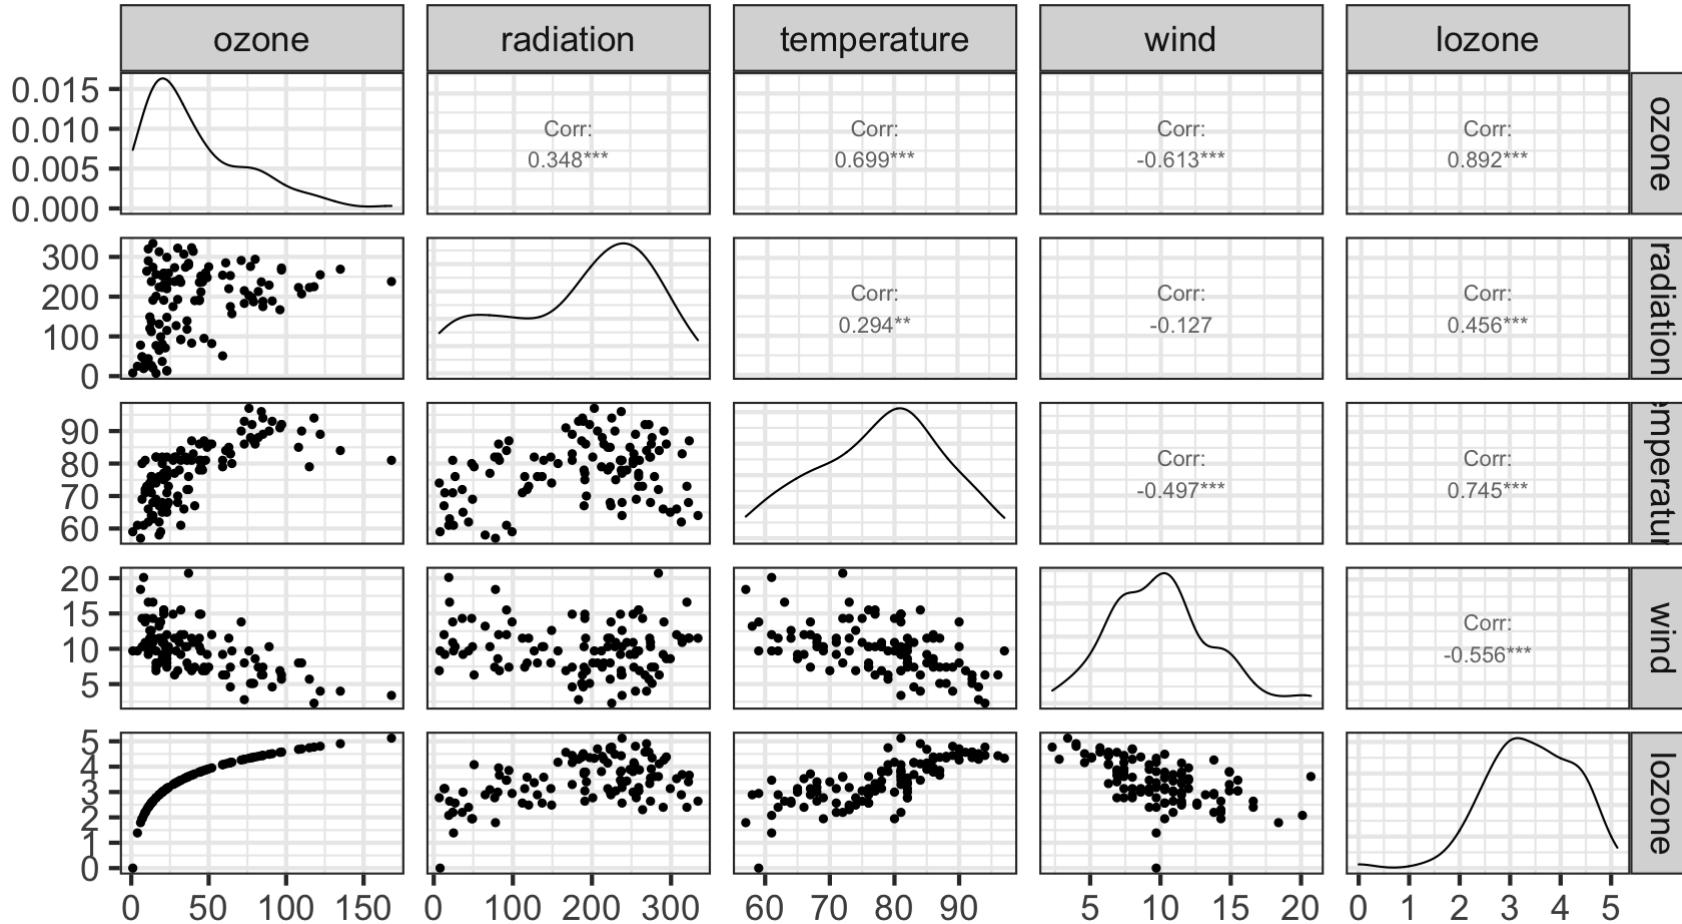 ozone radiation temperature wind lozone
0.015
0.010
0.005
0.000
Corr:
0.348***
Corr:
0.699***
Corr:
-0.613***
Corr:
0.892***
ozone
300
200
100
0
Corr:
0.294**
Corr:
-0.127
Corr:
0.456***
radiation
90
80
70
60
Corr:
-0.497***
Corr:
0.745***
emperatur
20
15
10
5
Corr:
-0.556***
wind
5
4
3
2
1
0
lozone
0 50 100 150
0 100 200 300
60 70 80 90
5 10 15 20
0 1 2 3 4 5